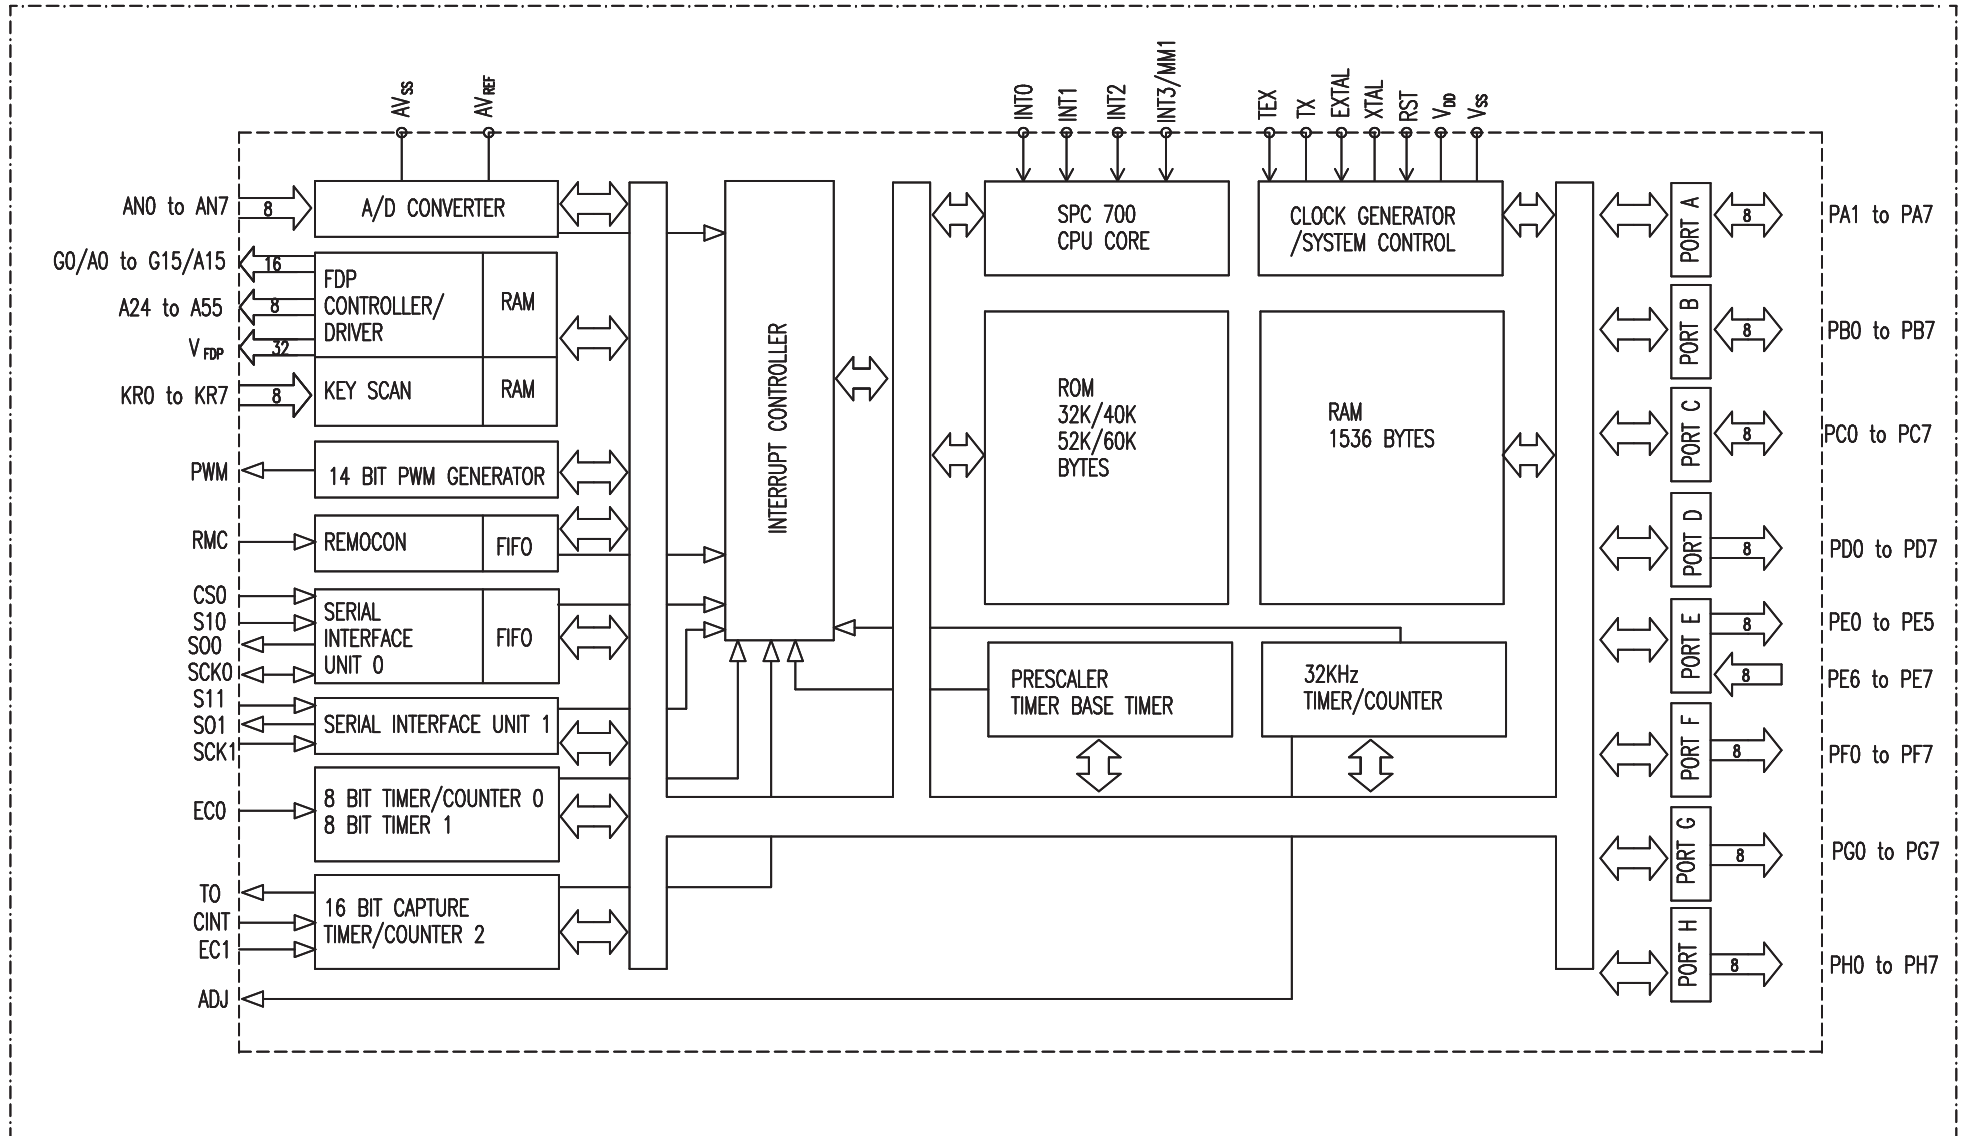 AVSS
AVREF
INT0
INT1
INT2
INT3/MM1
TEX
TX
EXTAL
XTAL
RST
VDD
VSS
AN0 to AN7
8
A/D CONVERTER
G0/A0 to G15/A15
16
A24 to A55
8
VFDP
32
KR0 to KR7
8
FDP
CONTROLLER/
DRIVER
RAM
KEY SCAN
RAM
PWM
14 BIT PWM GENERATOR
RMC
REMOCON
FIFO
CS0
S10
SO0
SCK0
SERIAL
INTERFACE
UNIT 0
FIFO
S11
SO1
SCK1
SERIAL INTERFACE UNIT 1
EC0
8 BIT TIMER/COUNTER 0
8 BIT TIMER 1
TO
CINT
EC1
16 BIT CAPTURE
TIMER/COUNTER 2
ADJ
INTERRUPT CONTROLLER
SPC 700
CPU CORE
CLOCK GENERATOR
/SYSTEM CONTROL
ROM
32K/40K
52K/60K
BYTES
RAM
1536 BYTES
PRESCALER
TIMER BASE TIMER
32KHz
TIMER/COUNTER
PORT A
8
PA1 to PA7
PORT B
8
PB0 to PB7
PORT C
8
PC0 to PC7
PORT D
8
PD0 to PD7
PORT E
8
PE0 to PE5
8
PE6 to PE7
PORT F
8
PF0 to PF7
PORT G
8
PG0 to PG7
PORT H
8
PH0 to PH7